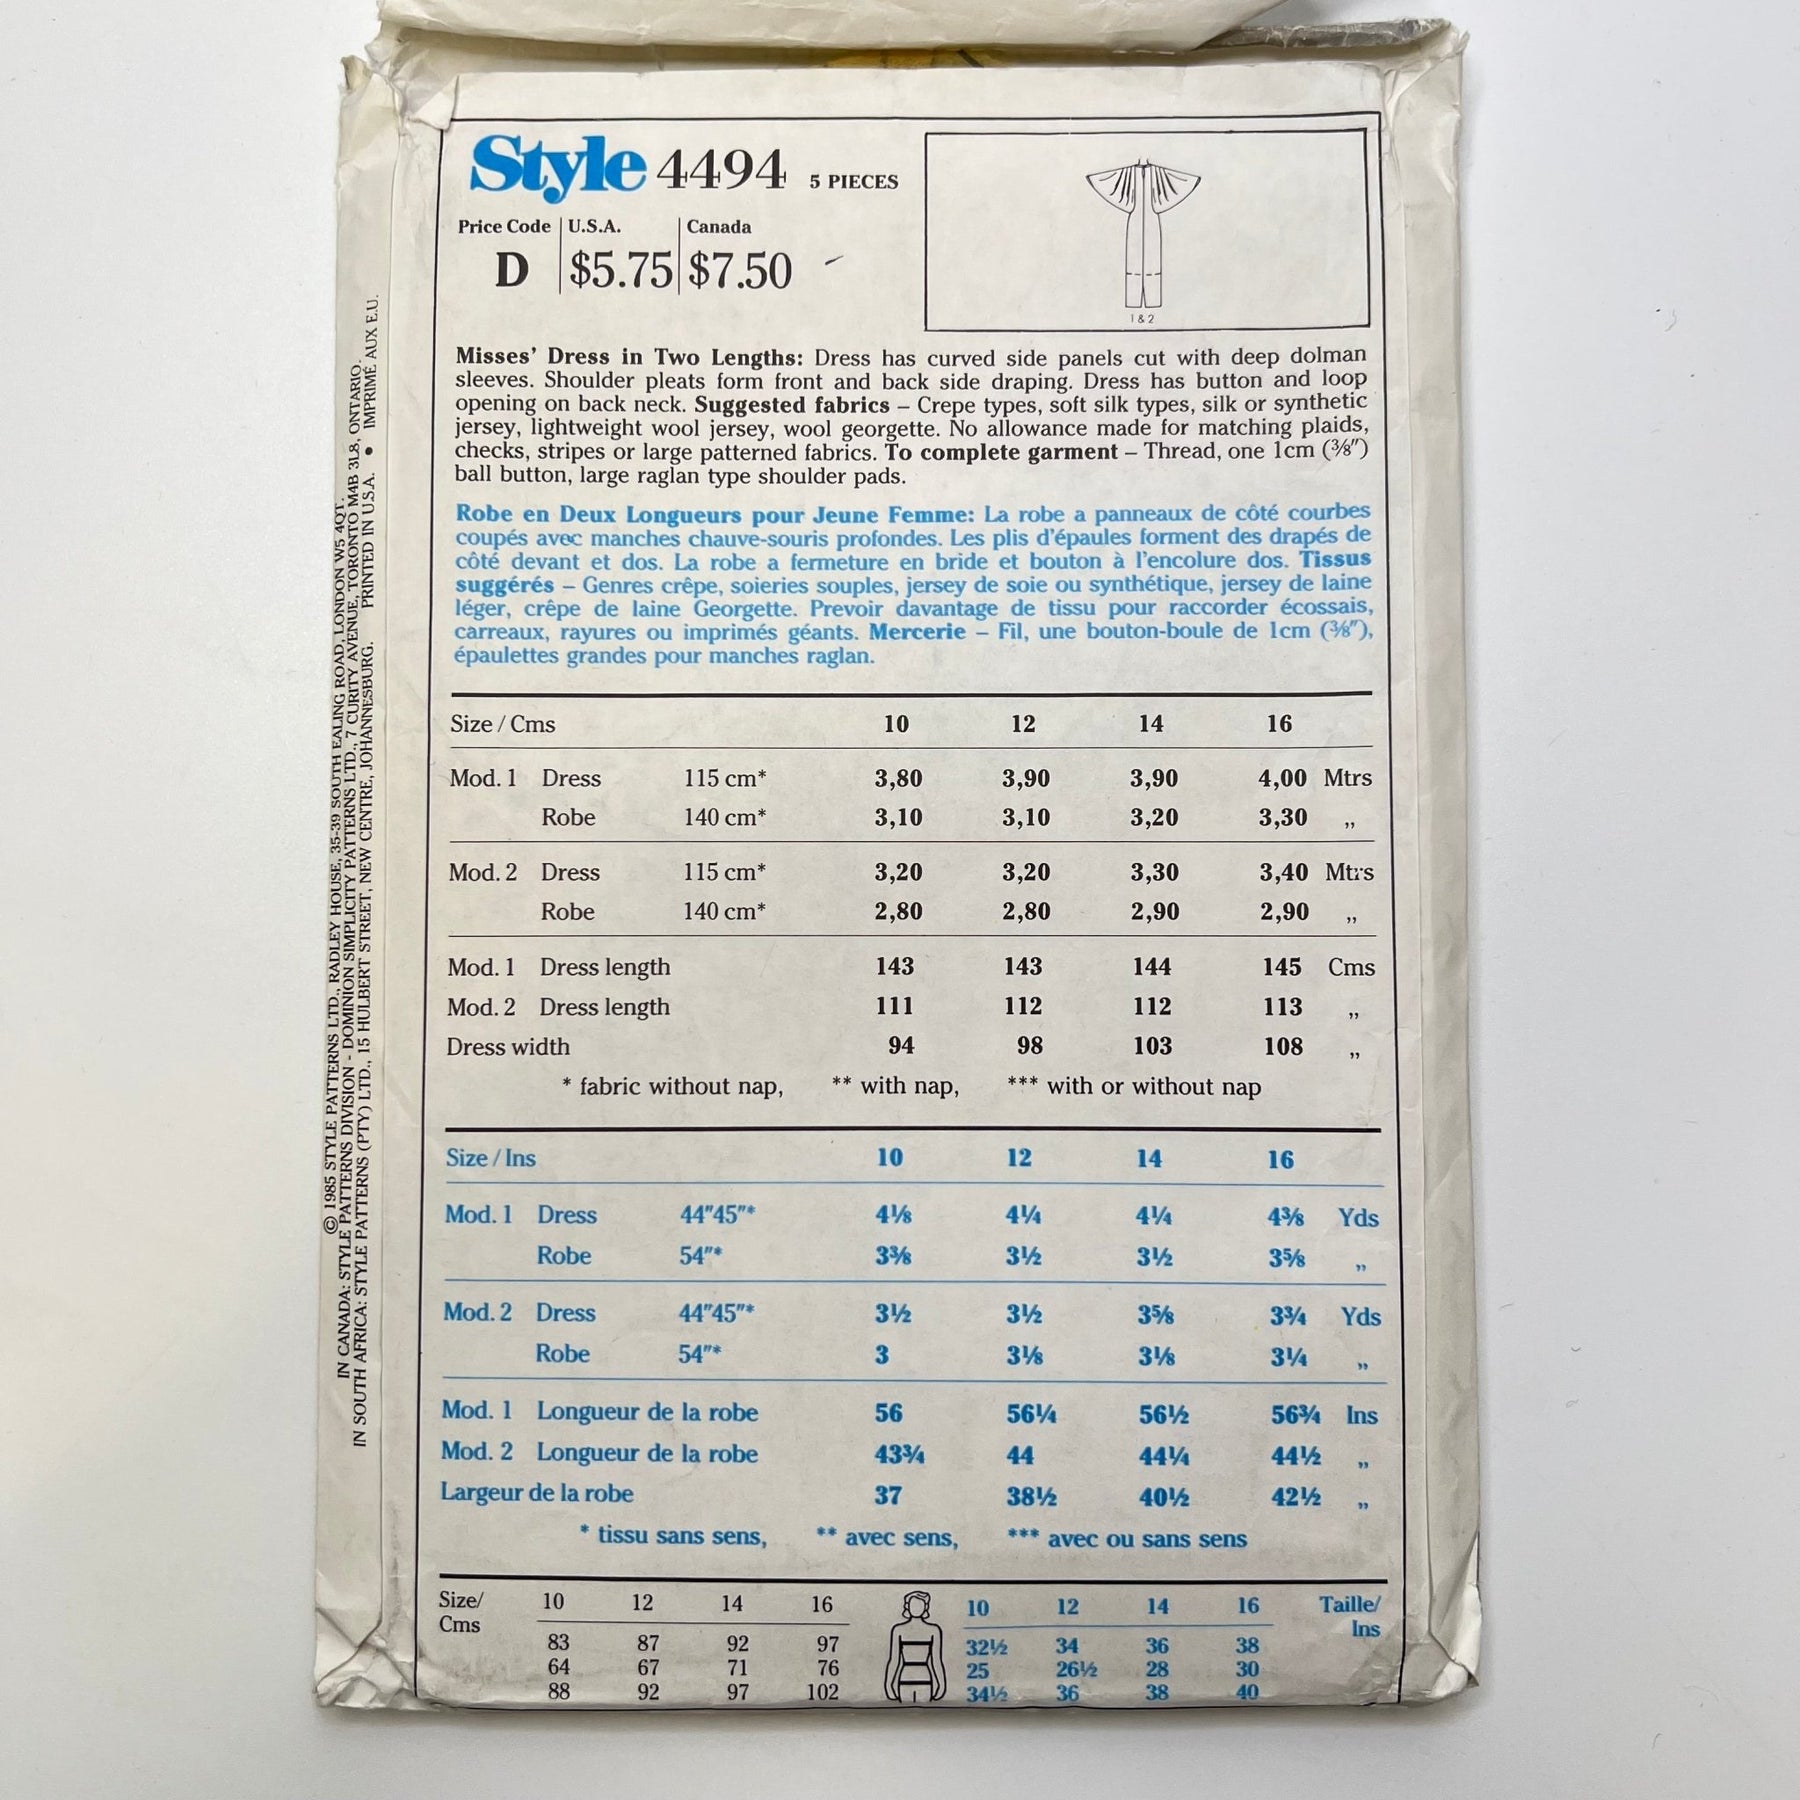 Style 4494 5 PIECES
Price Code U.S.A. Canada
D $5.75 $7.50
1 & 2
Misses' Dress in Two Lengths: Dress has curved side panels cut with deep dolman
sleeves. Shoulder pleats form front and back side draping. Dress has button and loop
opening on back neck. Suggested fabrics – Crepe types, soft silk types, silk or synthetic
jersey, lightweight wool jersey, wool georgette. No allowance made for matching plaids,
checks, stripes or large patterned fabrics. To complete garment – Thread, one 1cm (3/8")
ball button, large raglan type shoulder pads.
Robe en Deux Longueurs pour Jeune Femme: La robe a panneaux de côté courbes
coupés avec manches chauve-souris profondes. Les plis d'épaules forment des drapés de
côté devant et dos. La robe a fermeture en bride et bouton à l'encolure dos. Tissus
suggérés – Genres crêpe, soieries souples, jersey de soie ou synthétique, jersey de laine
léger, crêpe de laine Georgette. Prevoir davantage de tissu pour raccorder écossais,
carreaux, rayures ou imprimés géants. Mercerie – Fil, une bouton-boule de 1cm (3/8"),
épaulettes grandes pour manches raglan.
Size / Cms 10 12 14 16
Mod. 1 Dress 115 cm* 3,80 3,90 3,90 4,00 Mtrs
Robe 140 cm* 3,10 3,10 3,20 3,30 ,,
Mod. 2 Dress 115 cm* 3,20 3,20 3,30 3,40 Mtrs
Robe 140 cm* 2,80 2,80 2,90 2,90 ,,
Mod. 1 Dress length 143 143 144 145 Cms
Mod. 2 Dress length 111 112 112 113 ,,
Dress width 94 98 103 108 ,,
* fabric without nap, ** with nap, *** with or without nap
Size / Ins 10 12 14 16
Mod. 1 Dress 44"45"* 4⅛ 4¼ 4¼ 4⅜ Yds
Robe 54"* 3⅜ 3½ 3½ 3⅝ ,,
Mod. 2 Dress 44"45"* 3½ 3½ 3⅝ 3¾ Yds
Robe 54"* 3 3⅛ 3⅛ 3¼ ,,
Mod. 1 Longueur de la robe 56 56¼ 56½ 56¾ Ins
Mod. 2 Longueur de la robe 43¾ 44 44¼ 44½ ,,
Largeur de la robe 37 38½ 40½ 42½ ,,
* tissu sans sens, ** avec sens, *** avec ou sans sens
Size/ 10 12 14 16 10 12 14 16 Taille/
Cms Ins
83 87 92 97 32½ 34 36 38
64 67 71 76 25 26½ 28 30
88 92 97 102 34½ 36 38 40
© 1985 STYLE PATTERNS LTD., RADLEY HOUSE, 35-39 SOUTH EALING ROAD, LONDON W5 4QT.
IN CANADA: STYLE PATTERNS DIVISION - DOMINION SIMPLICITY PATTERNS LTD., 7 CURITY AVENUE, TORONTO M4B 3L8, ONTARIO.
IN SOUTH AFRICA: STYLE PATTERNS (PTY) LTD., 15 HULBERT STREET, NEW CENTRE, JOHANNESBURG. PRINTED IN U.S.A. • IMPRIMÉ AUX E.U.